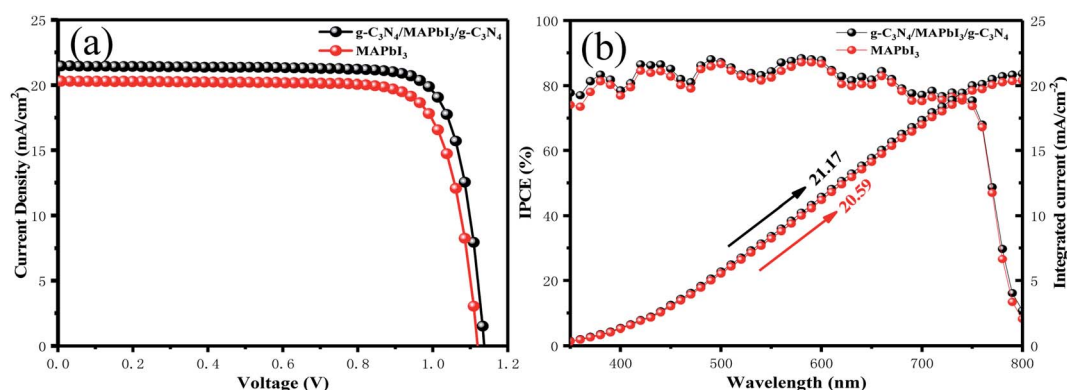 (a)
g-C₃N₄/MAPbI₃/g-C₃N₄
MAPbI₃
Current Density (mA/cm²)
25
20
15
10
5
0
0.0 0.2 0.4 0.6 0.8 1.0 1.2
Voltage (V)
(b)
g-C₃N₄/MAPbI₃/g-C₃N₄
MAPbI₃
IPCE (%)
100
80
60
40
20
0
21.17
20.59
400 500 600 700 800
Wavelength (nm)
25
20
15
10
5
0
Integrated current (mA/cm⁻²)